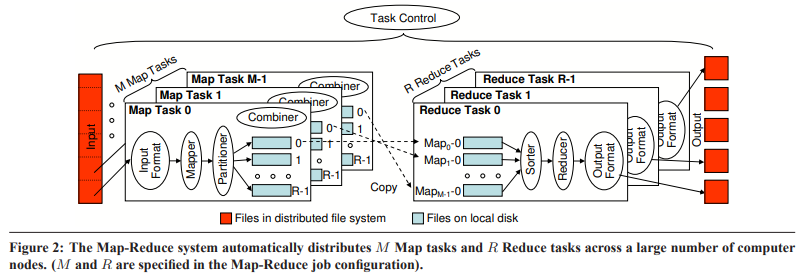 Task Control
M Map Tasks
R Reduce Tasks
Map Task M-1
Map Task 1
Map Task 0
Combiner
Combiner
Combiner
Reduce Task R-1
Reduce Task 1
Reduce Task 0
Input
Input Format
Mapper
Partitioner
0
1
R-1
0
1
R-1
0
1
R-1
Copy
Map0-0
Map1-0
MapM-1-0
Sorter
Reducer
Output Format
Output Format
Output Format
Output
Files in distributed file system
Files on local disk
Figure 2: The Map-Reduce system automatically distributes M Map tasks and R Reduce tasks across a large number of computer
nodes. (M and R are specified in the Map-Reduce job configuration).